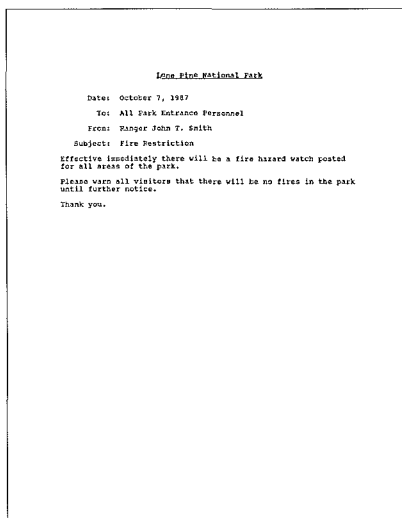 Lone Pine National Park
Date: October 7, 1987
To: All Park Entrance Personnel
From: Ranger John T. Smith
Subject: Fire Restriction
Effective immediately there will be a fire hazard watch posted
for all areas of the park.
Please warn all visitors that there will be no fires in the park
until further notice.
Thank you.